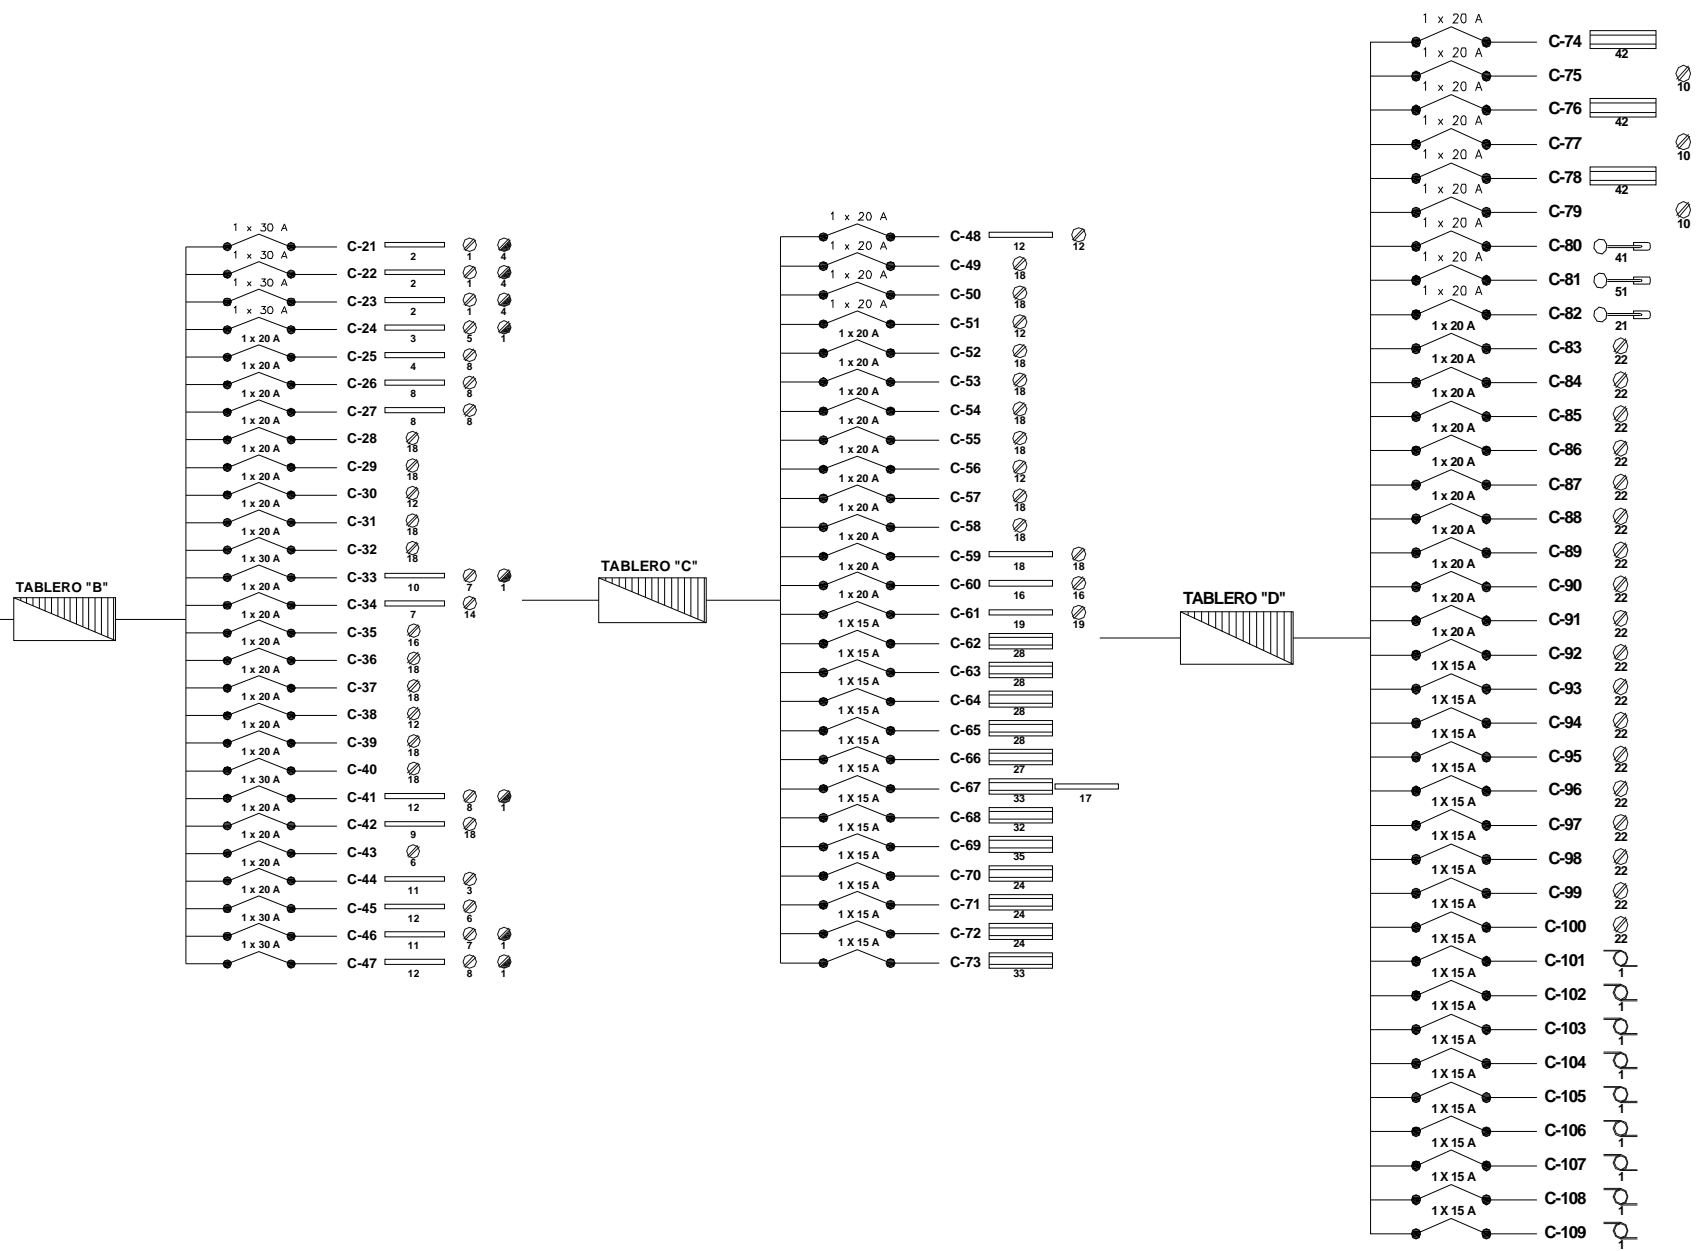 TABLERO "B"
1 x 30 A
C-21 2 1 4
1 x 30 A
C-22 2 1 4
1 x 30 A
C-23 2 1 4
1 x 30 A
C-24 3 5 1
1 x 20 A
C-25 4 8
1 x 20 A
C-26 8 8
1 x 20 A
C-27 8 8
1 x 20 A
C-28 18
1 x 20 A
C-29 18
1 x 20 A
C-30 12
1 x 20 A
C-31 18
1 x 20 A
C-32 18
1 x 30 A
C-33 10 7 1
1 x 20 A
C-34 7 14
1 x 20 A
C-35 16
1 x 20 A
C-36 18
1 x 20 A
C-37 18
1 x 20 A
C-38 12
1 x 20 A
C-39 18
1 x 20 A
C-40 18
1 x 30 A
C-41 12 8 1
1 x 20 A
C-42 9 18
1 x 20 A
C-43 6
1 x 20 A
C-44 11 3
1 x 20 A
C-45 12 6
1 x 30 A
C-46 11 7 1
1 x 30 A
C-47 12 8 1
TABLERO "C"
1 x 20 A
C-48 12 12
1 x 20 A
C-49 18
1 x 20 A
C-50 18
1 x 20 A
C-51 12
1 x 20 A
C-52 18
1 x 20 A
C-53 18
1 x 20 A
C-54 18
1 x 20 A
C-55 18
1 x 20 A
C-56 12
1 x 20 A
C-57 18
1 x 20 A
C-58 18
1 x 20 A
C-59 18 18
1 x 20 A
C-60 16 16
1 x 20 A
C-61 19 19
1 X 15 A
C-62 28
1 X 15 A
C-63 28
1 X 15 A
C-64 28
1 X 15 A
C-65 28
1 X 15 A
C-66 27
1 X 15 A
C-67 33 17
1 X 15 A
C-68 32
1 X 15 A
C-69 35
1 X 15 A
C-70 24
1 X 15 A
C-71 24
1 X 15 A
C-72 24
1 X 15 A
C-73 33
TABLERO "D"
1 x 20 A
C-74 42
1 x 20 A
C-75 10
1 x 20 A
C-76 42
1 x 20 A
C-77 10
1 x 20 A
C-78 42
1 x 20 A
C-79 10
1 x 20 A
C-80 41
1 x 20 A
C-81 51
1 x 20 A
C-82 21
1 x 20 A
C-83 22
1 x 20 A
C-84 22
1 x 20 A
C-85 22
1 x 20 A
C-86 22
1 x 20 A
C-87 22
1 x 20 A
C-88 22
1 x 20 A
C-89 22
1 x 20 A
C-90 22
1 x 20 A
C-91 22
1 x 20 A
C-92 22
1 X 15 A
C-93 22
1 X 15 A
C-94 22
1 X 15 A
C-95 22
1 X 15 A
C-96 22
1 X 15 A
C-97 22
1 X 15 A
C-98 22
1 X 15 A
C-99 22
1 X 15 A
C-100 22
1 X 15 A
C-101 1
1 X 15 A
C-102 1
1 X 15 A
C-103 1
1 X 15 A
C-104 1
1 X 15 A
C-105 1
1 X 15 A
C-106 1
1 X 15 A
C-107 1
1 X 15 A
C-108 1
1 X 15 A
C-109 1